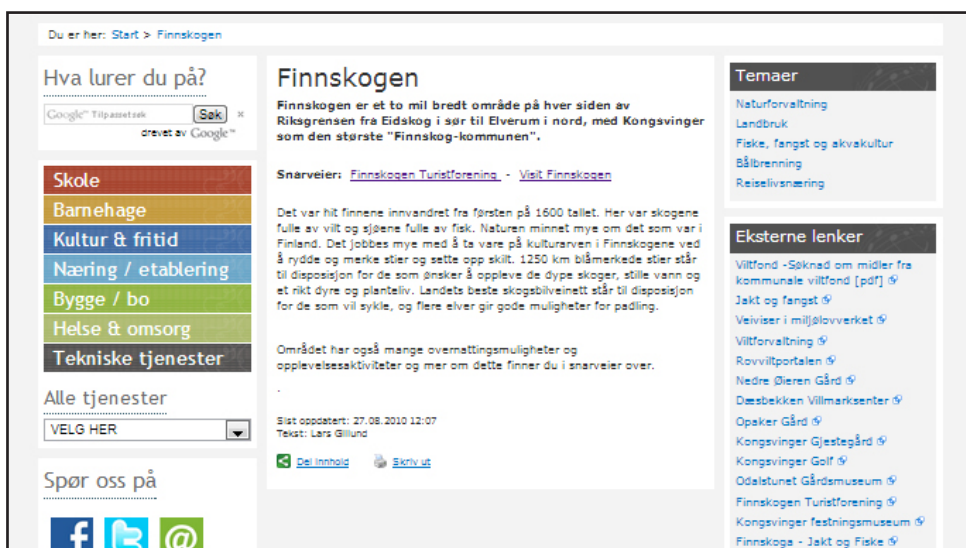 Du er her: Start > Finnskogen
Hva lurer du på?
Google™ Tilpassetsøk
Søk
×
drevet av Google™
Skole
Barnehage
Kultur & fritid
Næring / etablering
Bygge / bo
Helse & omsorg
Tekniske tjenester
Alle tjenester
VELG HER
Spør oss på
Finnskogen
Finnskogen er et to mil bredt område på hver siden av
Riksgrensen fra Eidskog i sør til Elverum i nord, med Kongsvinger
som den største "Finnskog-kommunen".
Snarveier: Finnskogen Turistforening - Visit Finnskogen
Det var hit finnene innvandret fra førsten på 1600 tallet. Her var skogene
fulle av vilt og sjøene fulle av fisk. Naturen minnet mye om det som var i
Finland. Det jobbes mye med å ta vare på kulturarven i Finnskogene ved
å rydde og merke stier og sette opp skilt. 1250 km blåmerkede stier står
til disposisjon for de som ønsker å oppleve de dype skoger, stille vann og
et rikt dyre og planteliv. Landets beste skogsbilveinett står til disposisjon
for de som vil sykle, og flere elver gir gode muligheter for padling.
Området har også mange overnattingsmuligheter og
opplevelsesaktiviteter og mer om dette finner du i snarveier over.
.
Sist oppdatert: 27.08.2010 12:07
Tekst: Lars Gillund
Del innhold Skriv ut
Temaer
Naturforvaltning
Landbruk
Fiske, fangst og akvakultur
Bålbrenning
Reiselivsnæring
Eksterne lenker
Viltfond -Søknad om midler fra
kommunale viltfond [pdf]
Jakt og fangst
Veiviser i miljølovverket
Viltforvaltning
Rovviltportalen
Nedre Øieren Gård
Dæsbekken Villmarksenter
Opaker Gård
Kongsvinger Gjestegård
Kongsvinger Golf
Odalstunet Gårdsmuseum
Finnskogen Turistforening
Kongsvinger festningsmuseum
Finnskoga - Jakt og Fiske